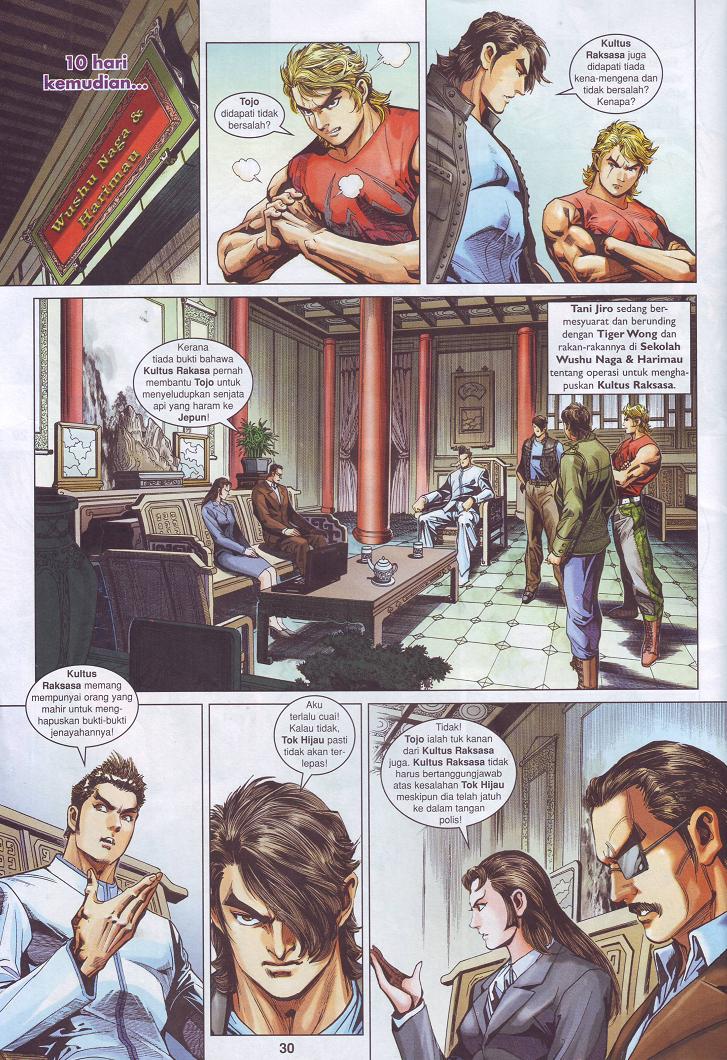 10 hari
kemudian...
Wushu Naga &
Harimau
Tojo
didapati tidak
bersalah?
Kultus
Raksasa juga
didapati tiada
kena-mengena dan
tidak bersalah?
Kenapa?
Kerana
tiada bukti bahawa
Kultus Rakasa pernah
membantu Tojo untuk
menyeludupkan senjata
api yang haram ke
Jepun!
Tani Jiro sedang ber-
mesyuarat dan berunding
dengan Tiger Wong dan
rakan-rakannya di Sekolah
Wushu Naga & Harimau
tentang operasi untuk mengha-
puskan Kultus Raksasa.
Kultus
Raksasa memang
mempunyai orang yang
mahir untuk meng-
hapuskan bukti-bukti
jenayahannya!
Aku
terlalu cuai!
Kalau tidak,
Tok Hijau pasti
tidak akan ter-
lepas!
Tidak!
Tojo ialah tuk kanan
dari Kultus Raksasa
juga. Kultus Raksasa tidak
harus bertanggungjawab
atas kesalahan Tok Hijau
meskipun dia telah jatuh
ke dalam tangan
polis!
30